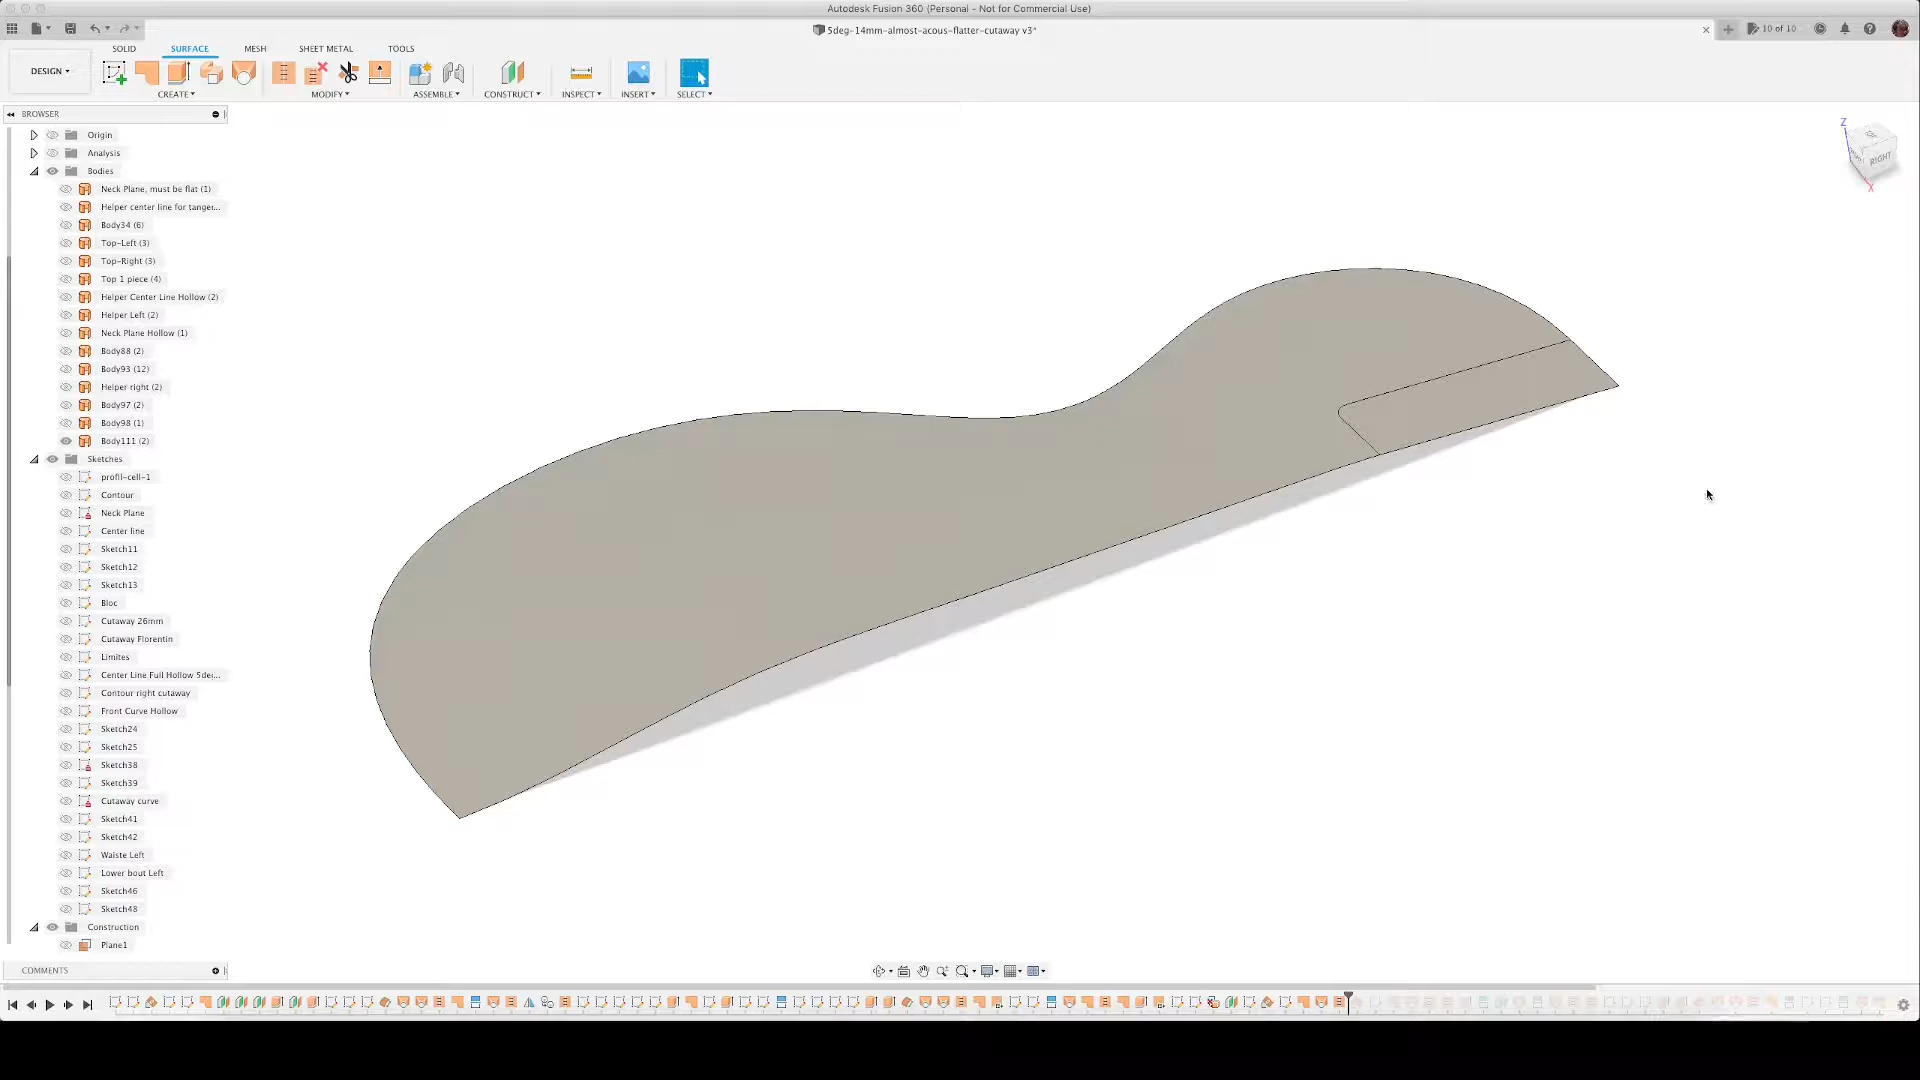 Autodesk Fusion 360 (Personal - Not for Commercial Use)
5deg-14mm-almost-acous-flatter-cutaway v3*
10 of 10
SOLID SURFACE MESH SHEET METAL TOOLS
DESIGN
CREATE MODIFY ASSEMBLE CONSTRUCT INSPECT INSERT SELECT
BROWSER
Origin
Analysis
Bodies
Neck Plane, must be flat (1)
Helper center line for tanger...
Body34 (6)
Top-Left (3)
Top-Right (3)
Top 1 piece (4)
Helper Center Line Hollow (2)
Helper Left (2)
Neck Plane Hollow (1)
Body88 (2)
Body93 (12)
Helper right (2)
Body97 (2)
Body98 (1)
Body111 (2)
Sketches
profil-cell-1
Contour
Neck Plane
Center line
Sketch11
Sketch12
Sketch13
Bloc
Cutaway 26mm
Cutaway Florentin
Limites
Center Line Full Hollow 5de...
Contour right cutaway
Front Curve Hollow
Sketch24
Sketch25
Sketch38
Sketch39
Cutaway curve
Sketch41
Sketch42
Waiste Left
Lower bout Left
Sketch46
Sketch48
Construction
Plane1
COMMENTS
Z
RIGHT
X